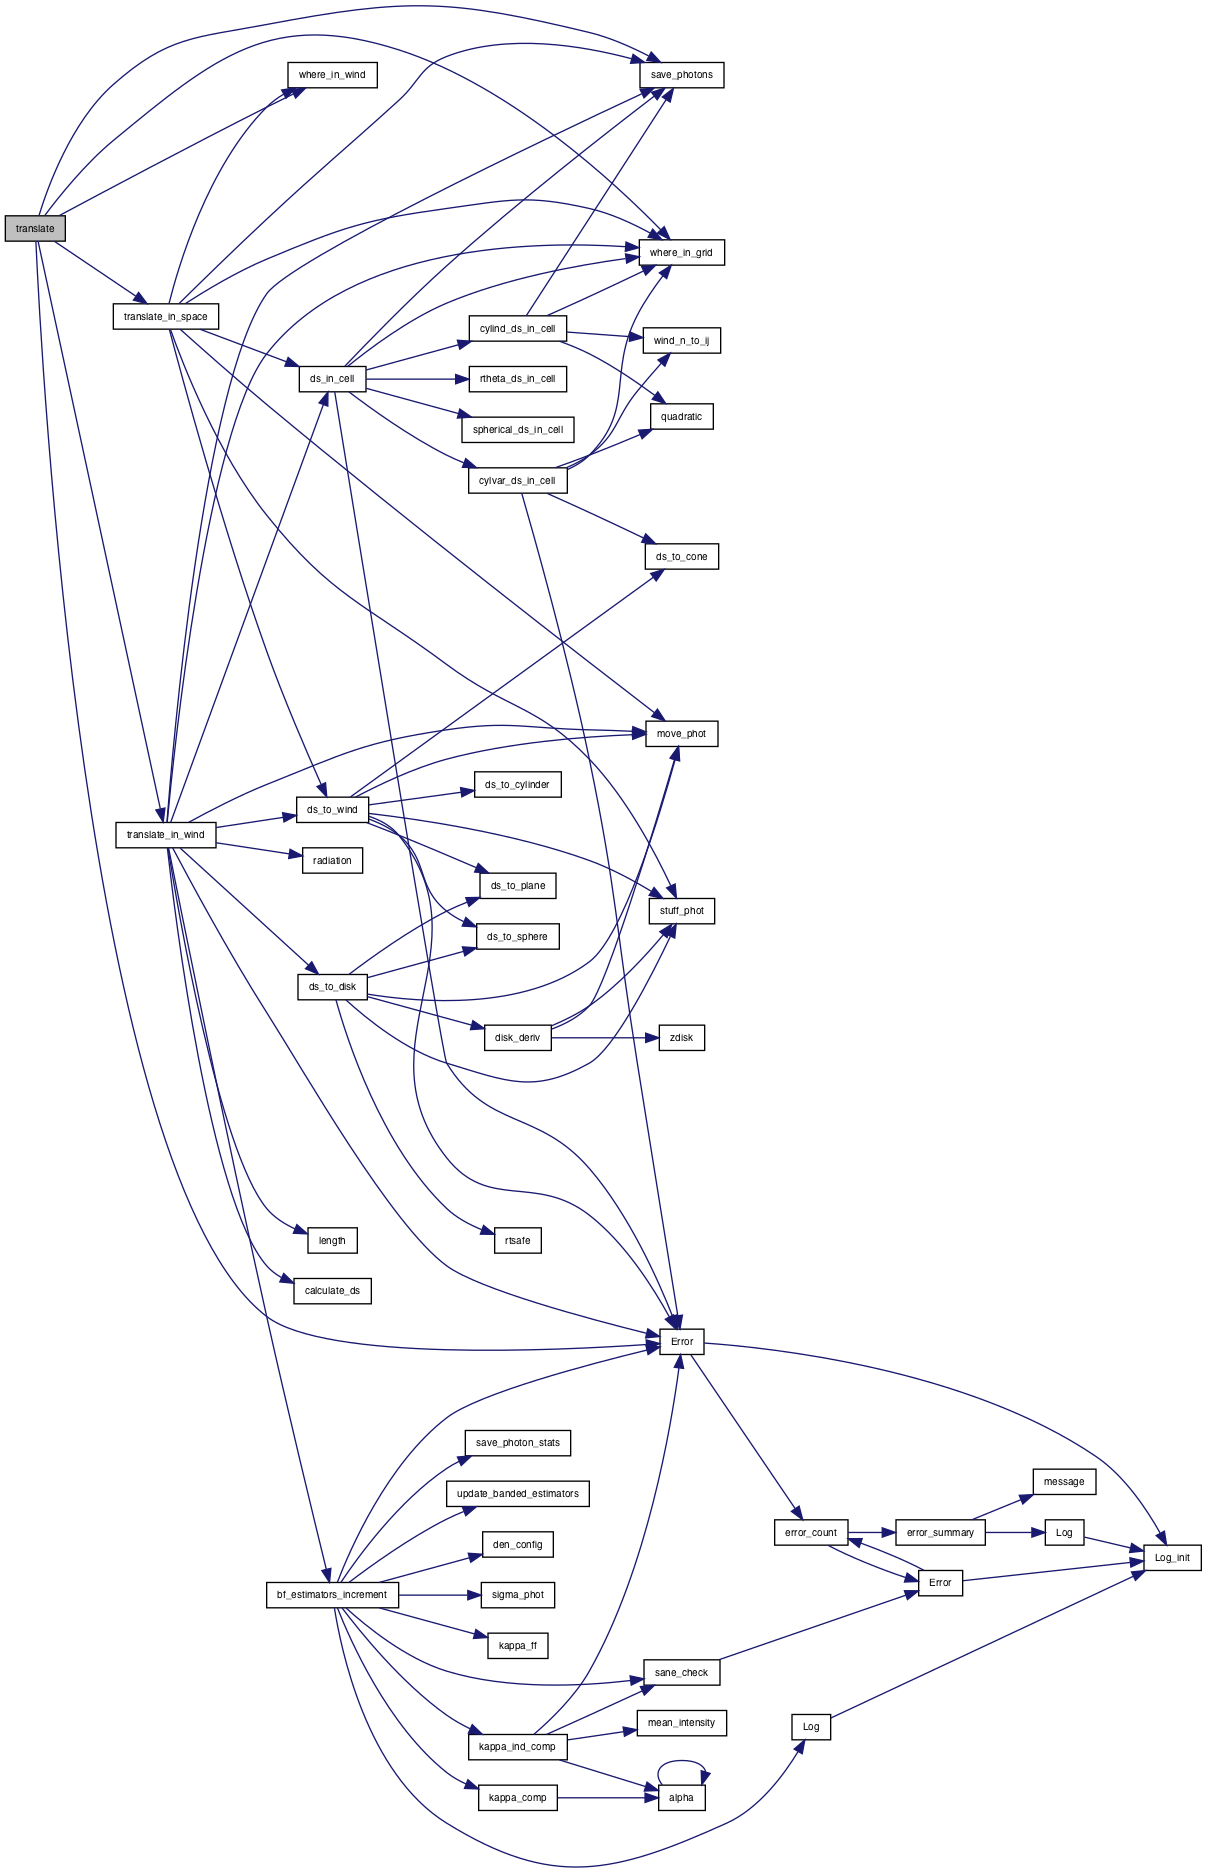 save_photons
where_in_wind
translate
where_in_grid
translate_in_space
cylind_ds_in_cell
wind_n_to_ij
ds_in_cell
rtheta_ds_in_cell
quadratic
spherical_ds_in_cell
cylvar_ds_in_cell
ds_to_cone
move_phot
ds_to_cylinder
ds_to_wind
translate_in_wind
radiation
ds_to_plane
stuff_phot
ds_to_sphere
ds_to_disk
disk_deriv
zdisk
length
rtsafe
calculate_ds
Error
save_photon_stats
message
update_banded_estimators
error_count
error_summary
Log
den_config
Log_init
Error
bf_estimators_increment
sigma_phot
kappa_ff
sane_check
mean_intensity
Log
kappa_ind_comp
kappa_comp
alpha